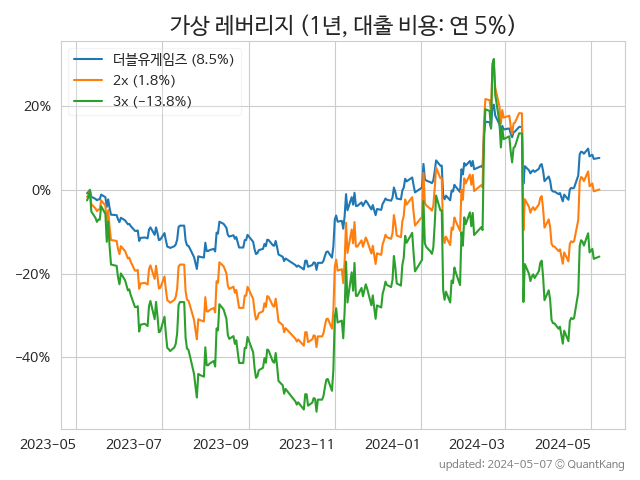 가상 레버리지 (1년, 대출 비용: 연 5%)
더블유게임즈 (8.5%)
2x (1.8%)
3x (−13.8%)
20%
0%
−20%
−40%
2023−05 2023−07 2023−09 2023−11 2024−01 2024−03 2024−05
updated: 2024-05-07 © QuantKang